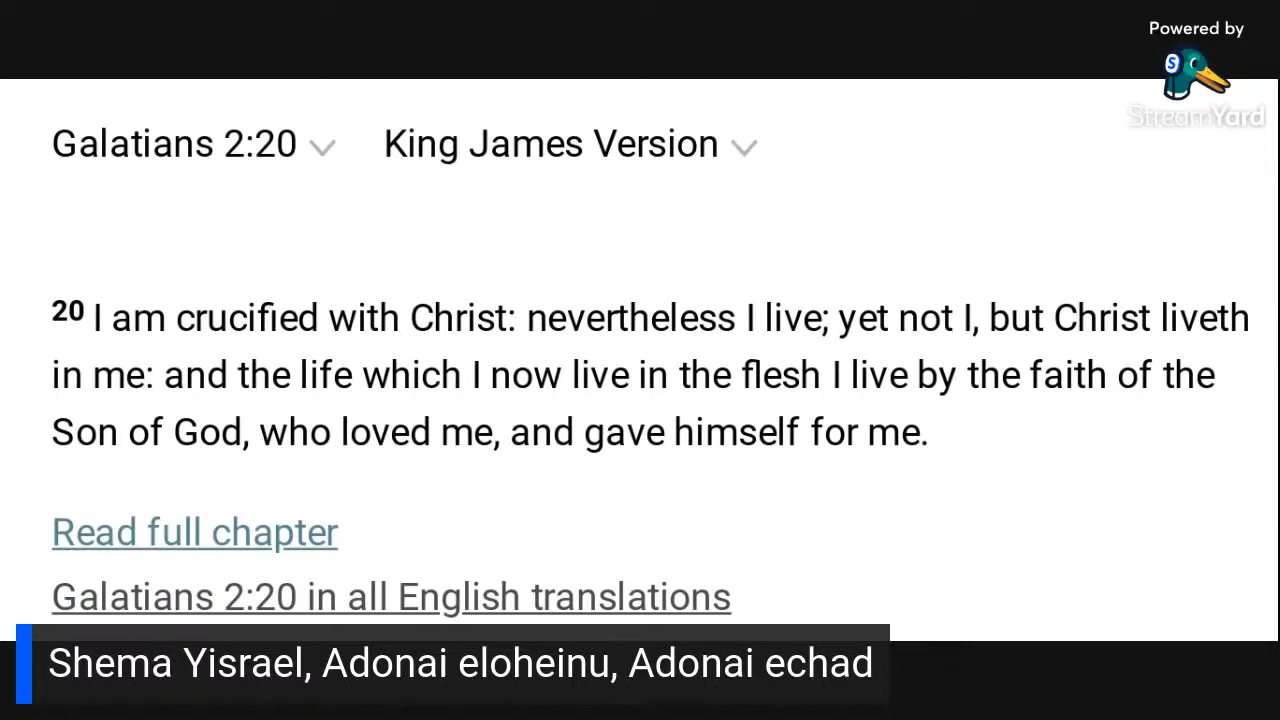 Powered by
S
StreamYard
Galatians 2:20 King James Version
20 I am crucified with Christ: nevertheless I live; yet not I, but Christ liveth
in me: and the life which I now live in the flesh I live by the faith of the
Son of God, who loved me, and gave himself for me.
Read full chapter
Galatians 2:20 in all English translations
Shema Yisrael, Adonai eloheinu, Adonai echad